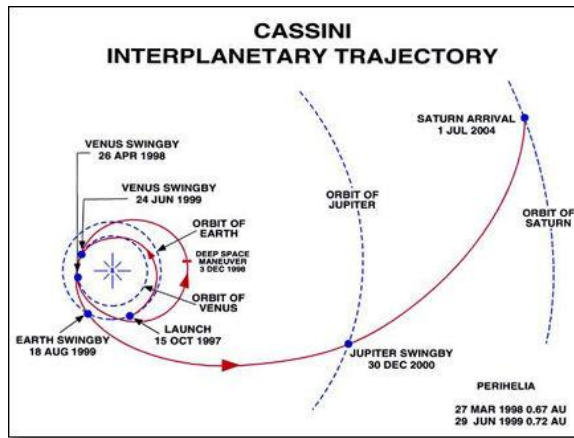 CASSINI
INTERPLANETARY TRAJECTORY
SATURN ARRIVAL
1 JUL 2004
VENUS SWINGBY
26 APR 1998
VENUS SWINGBY
24 JUN 1999
ORBIT OF
JUPITER
ORBIT OF
EARTH
ORBIT OF
SATURN
DEEP SPACE
MANEUVER
3 DEC 1998
ORBIT OF
VENUS
LAUNCH
15 OCT 1997
EARTH SWINGBY
18 AUG 1999
JUPITER SWINGBY
30 DEC 2000
PERIHELIA
27 MAR 1998 0.67 AU
29 JUN 1999 0.72 AU